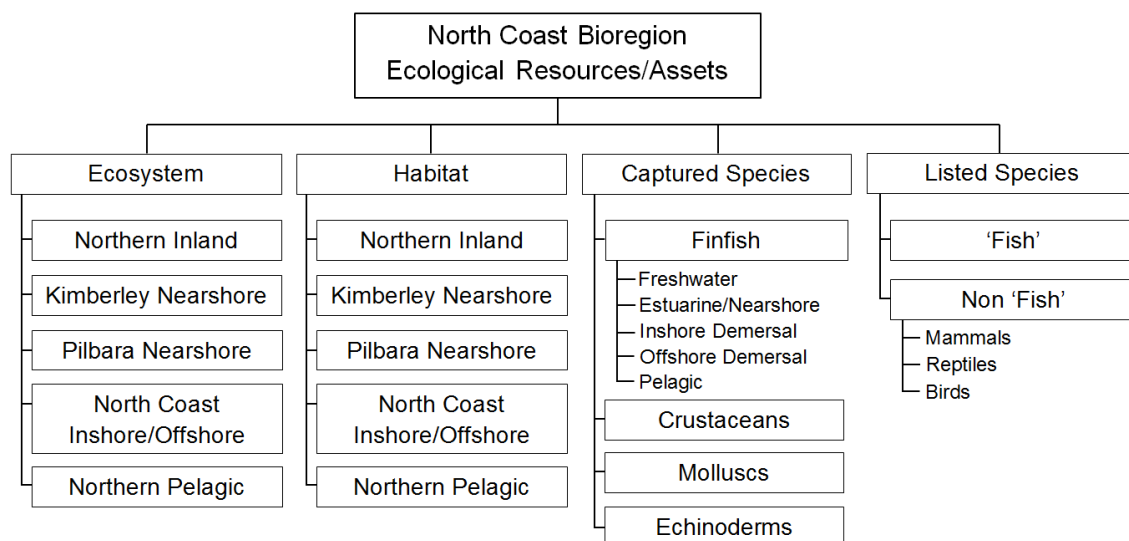 North Coast Bioregion
Ecological Resources/Assets
Ecosystem
Northern Inland
Kimberley Nearshore
Pilbara Nearshore
North Coast
Inshore/Offshore
Northern Pelagic
Habitat
Northern Inland
Kimberley Nearshore
Pilbara Nearshore
North Coast
Inshore/Offshore
Northern Pelagic
Captured Species
Finfish
Freshwater
Estuarine/Nearshore
Inshore Demersal
Offshore Demersal
Pelagic
Crustaceans
Molluscs
Echinoderms
Listed Species
‘Fish’
Non ‘Fish’
Mammals
Reptiles
Birds